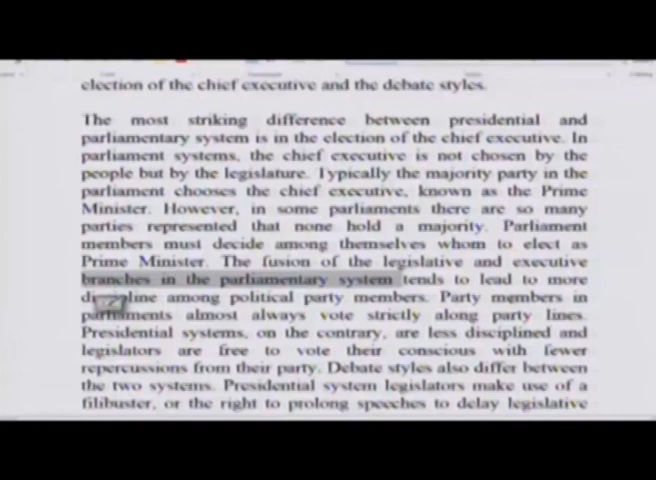 election of the chief executive and the debate styles.
The most striking difference between presidential and
parliamentary system is in the election of the chief executive. In
parliament systems, the chief executive is not chosen by the
people but by the legislature. Typically the majority party in the
parliament chooses the chief executive, known as the Prime
Minister. However, in some parliaments there are so many
parties represented that none hold a majority. Parliament
members must decide among themselves whom to elect as
Prime Minister. The fusion of the legislative and executive
branches in the parliamentary system tends to lead to more
among political party members. Party members in
parliaments almost always vote strictly along party lines.
Presidential systems, on the contrary, are less disciplined and
legislators are free to vote their conscious with fewer
repercussions from their party. Debate styles also differ between
the two systems. Presidential system legislators make use of a
filibuster, or the right to prolong speeches to delay legislative